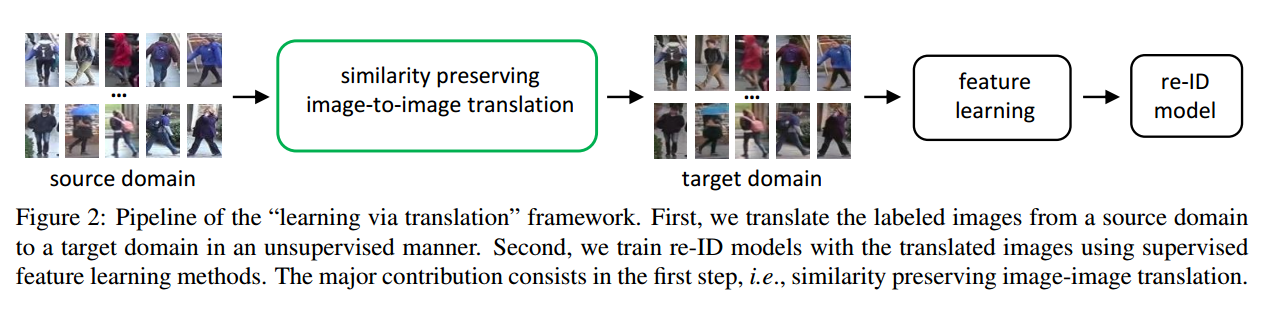 similarity preserving
image-to-image translation
...
...
feature
learning
re-ID
model
source domain
target domain
Figure 2: Pipeline of the “learning via translation” framework. First, we translate the labeled images from a source domain
to a target domain in an unsupervised manner. Second, we train re-ID models with the translated images using supervised
feature learning methods. The major contribution consists in the first step, i.e., similarity preserving image-image translation.